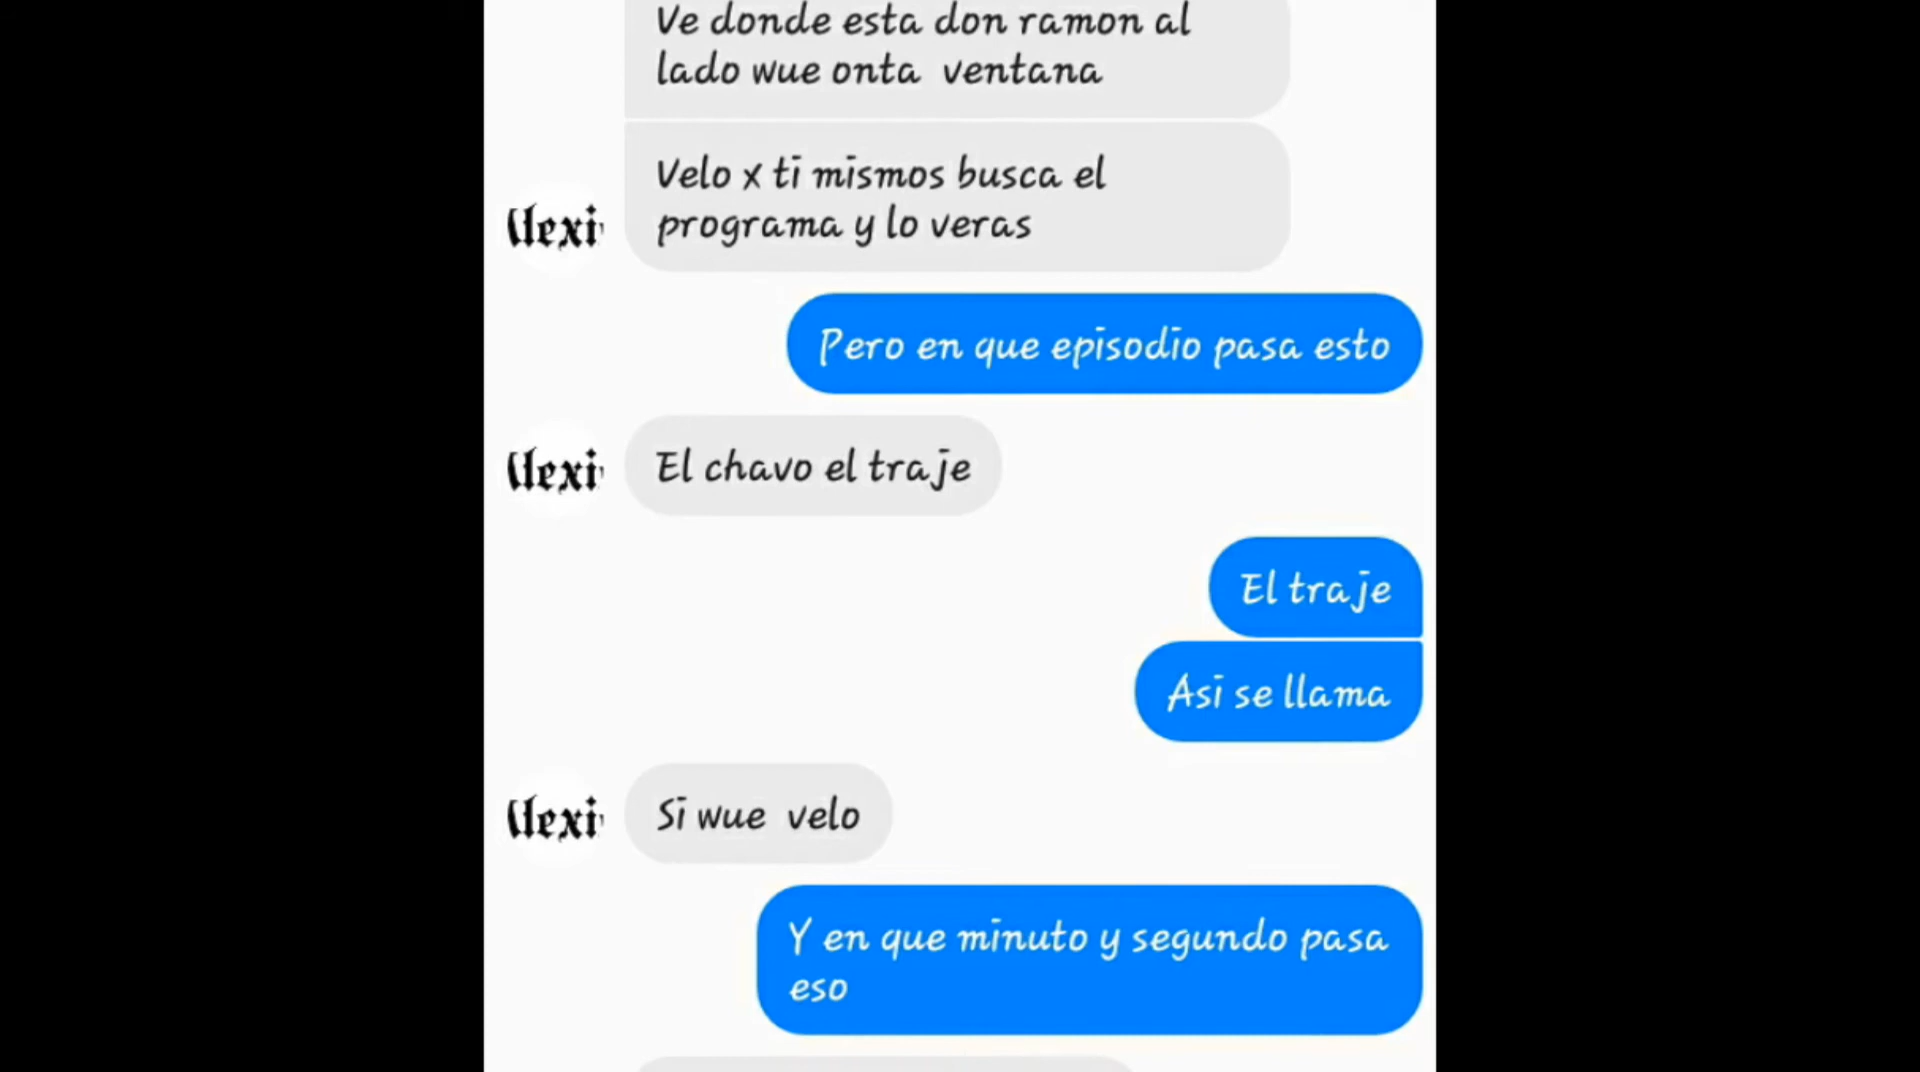 Ve donde esta don ramon al
lado wue onta ventana
Velo x ti mismos busca el
programa y lo veras
Pero en que episodio pasa esto
El chavo el traje
El traje
Asi se llama
Si wue velo
Y en que minuto y segundo pasa
eso